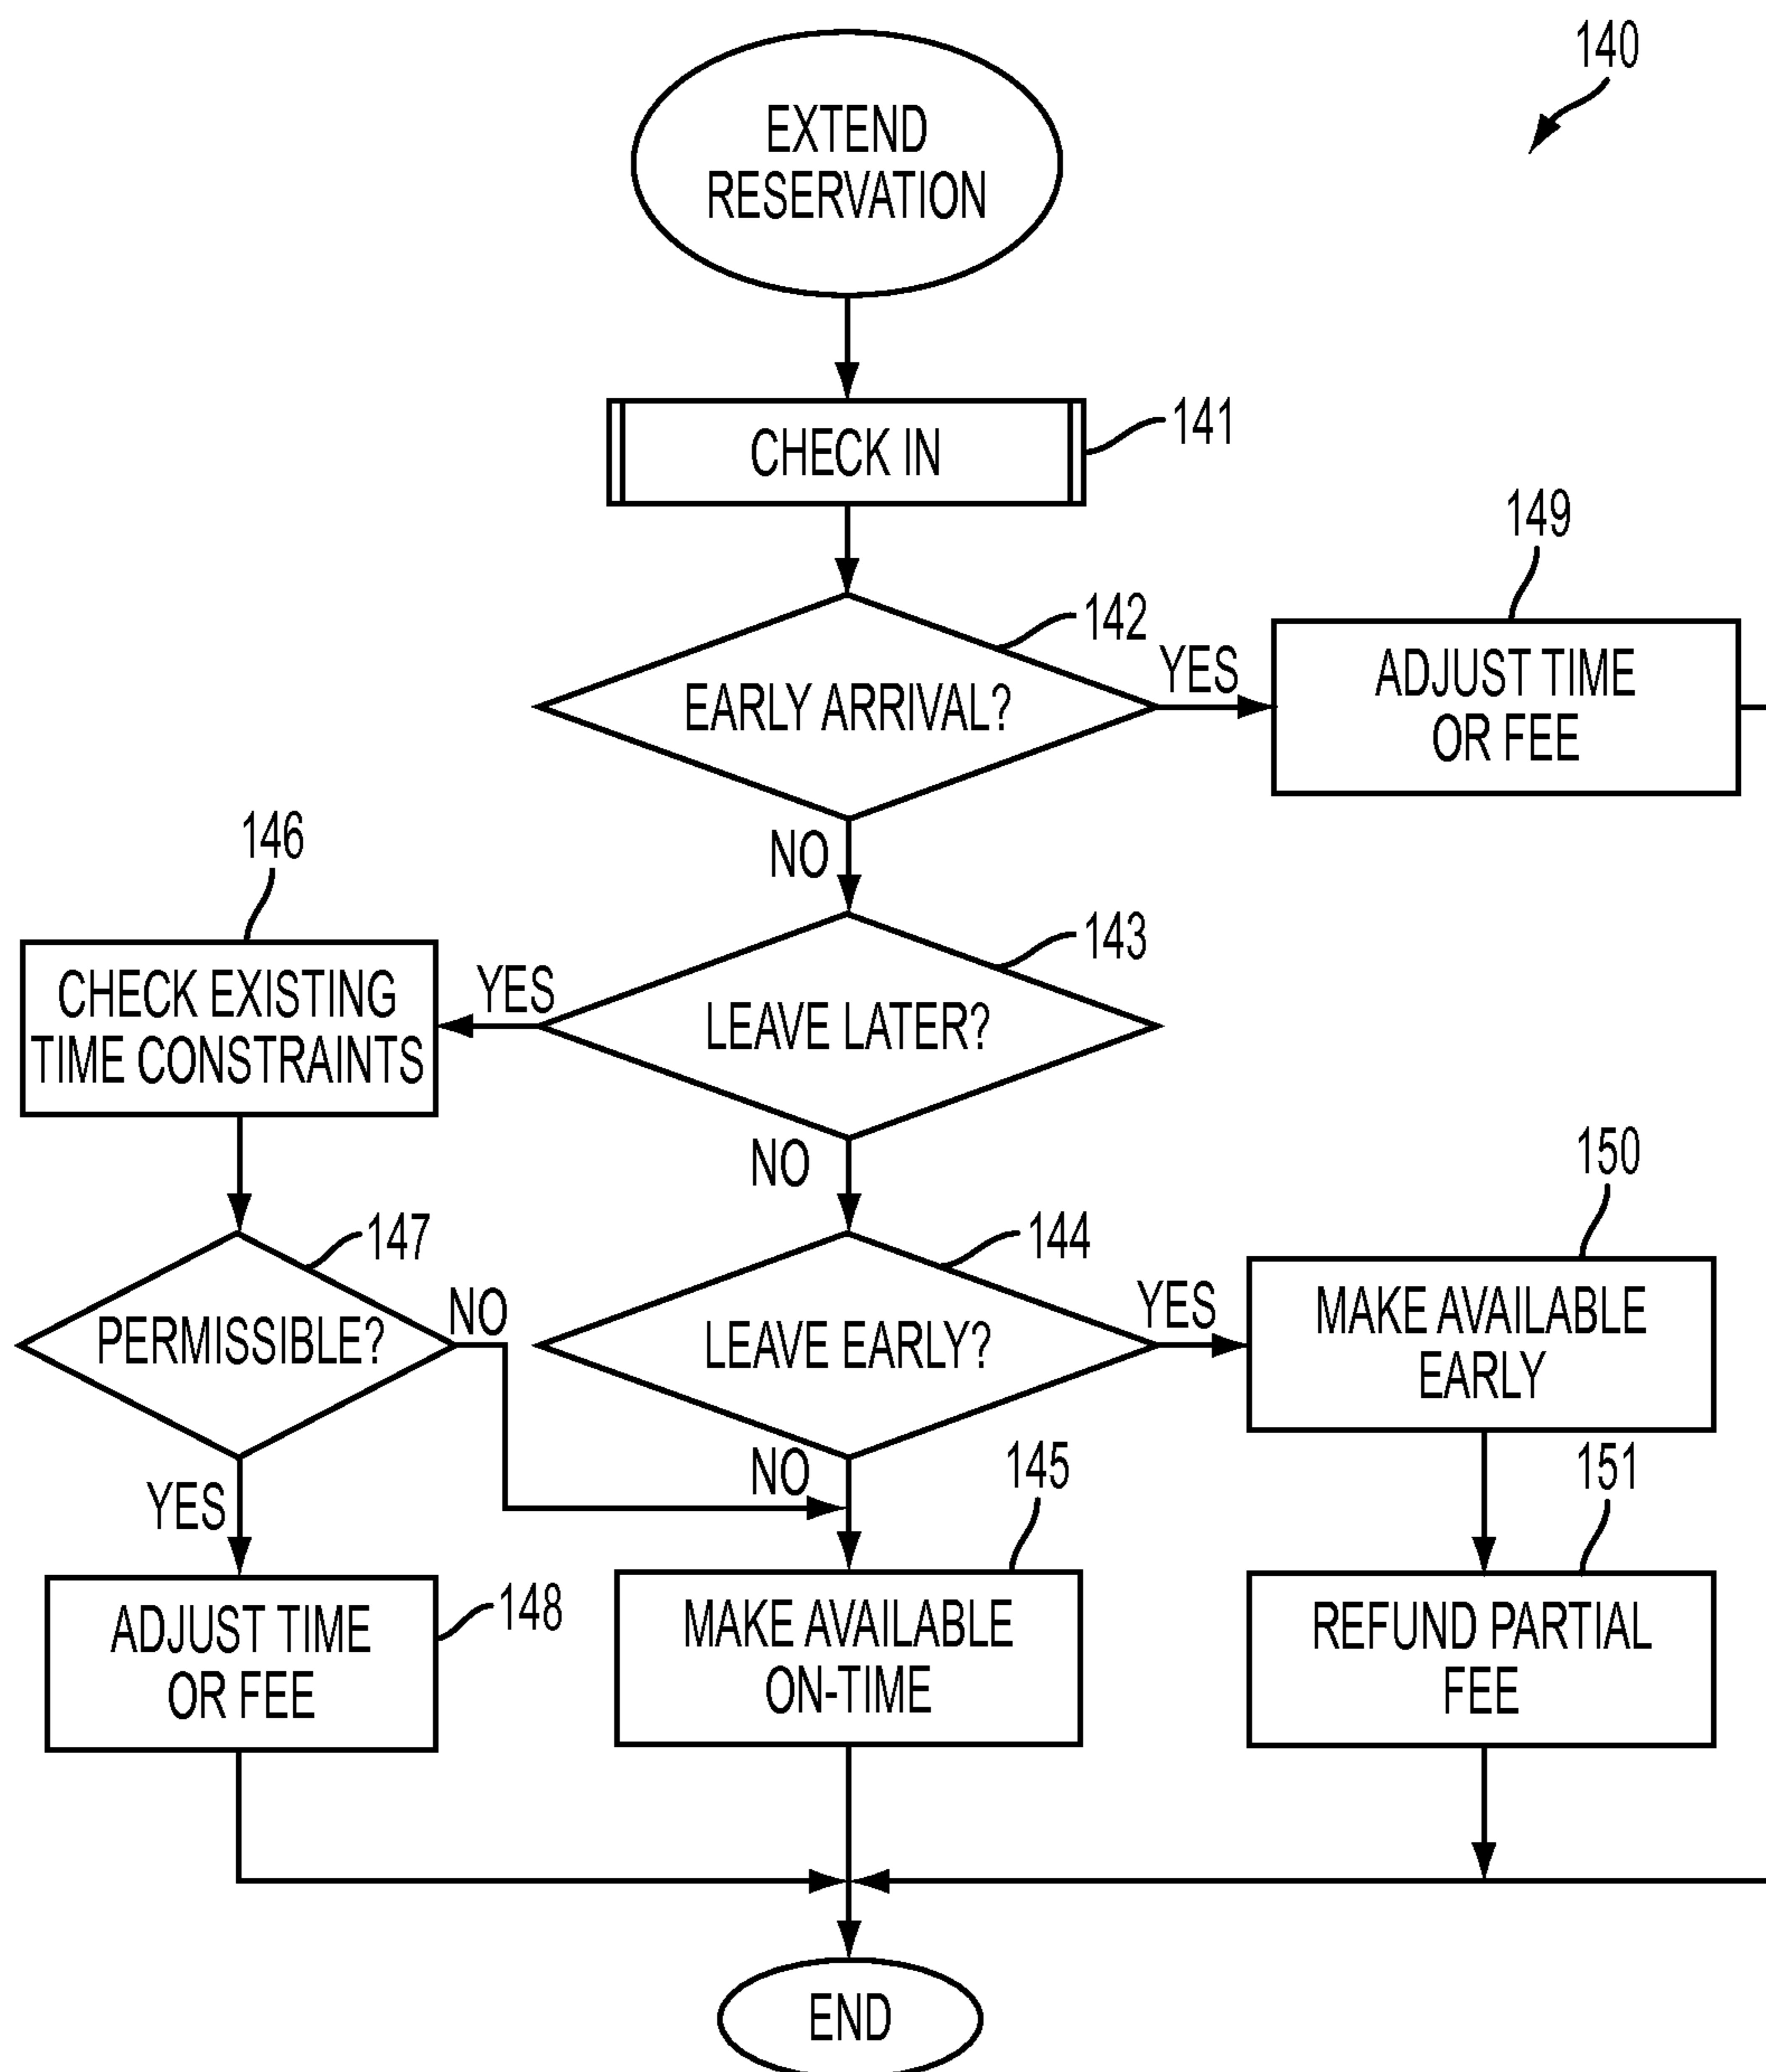 140
EXTEND
RESERVATION
CHECK IN
141
149
142
YES
ADJUST TIME
OR FEE
EARLY ARRIVAL?
NO
146
143
CHECK EXISTING
TIME CONSTRAINTS
YES
LEAVE LATER?
NO
150
147
144
NO
YES
MAKE AVAILABLE
EARLY
PERMISSIBLE?
LEAVE EARLY?
NO
145
151
YES
ADJUST TIME
OR FEE
148
MAKE AVAILABLE
ON-TIME
REFUND PARTIAL
FEE
END